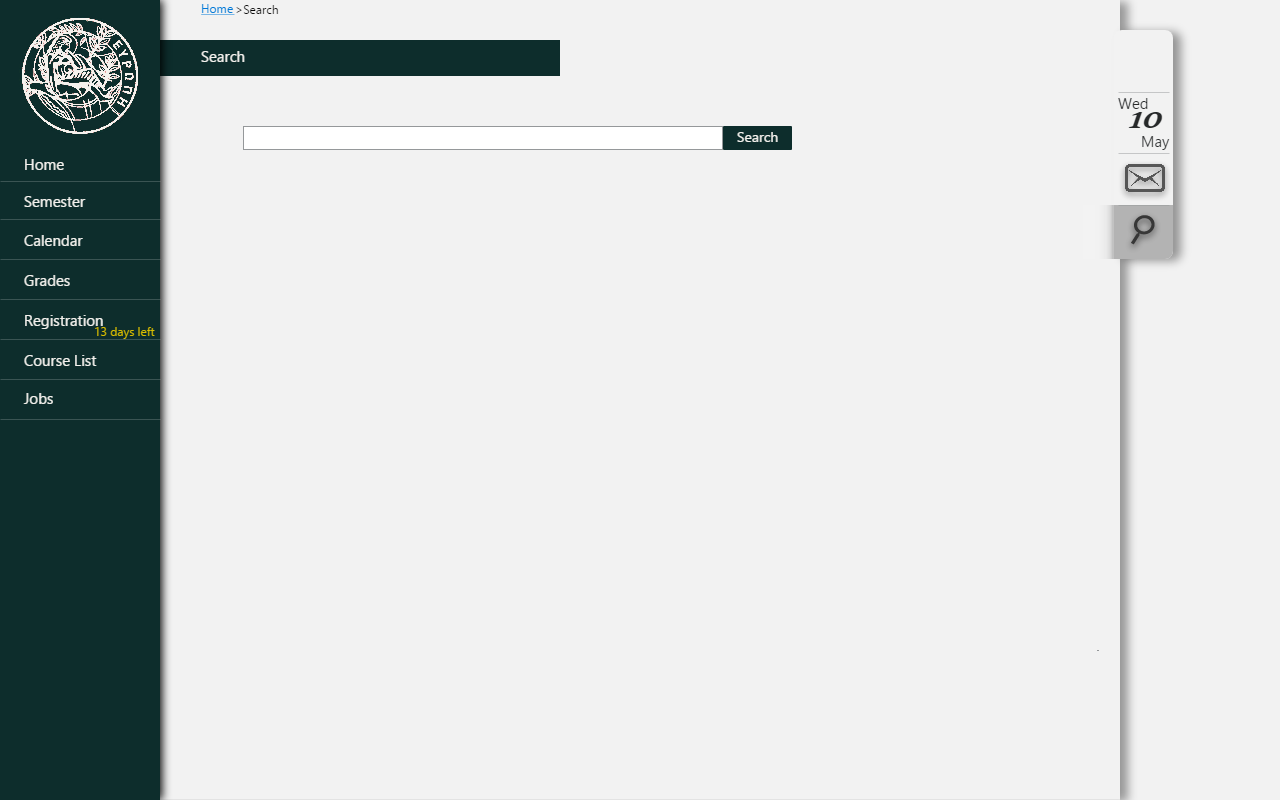 Home >Search
Search
Search
ΕΥΡΩΠΗ
Home
Semester
Calendar
Grades
Registration
13 days left
Course List
Jobs
Wed
10
May